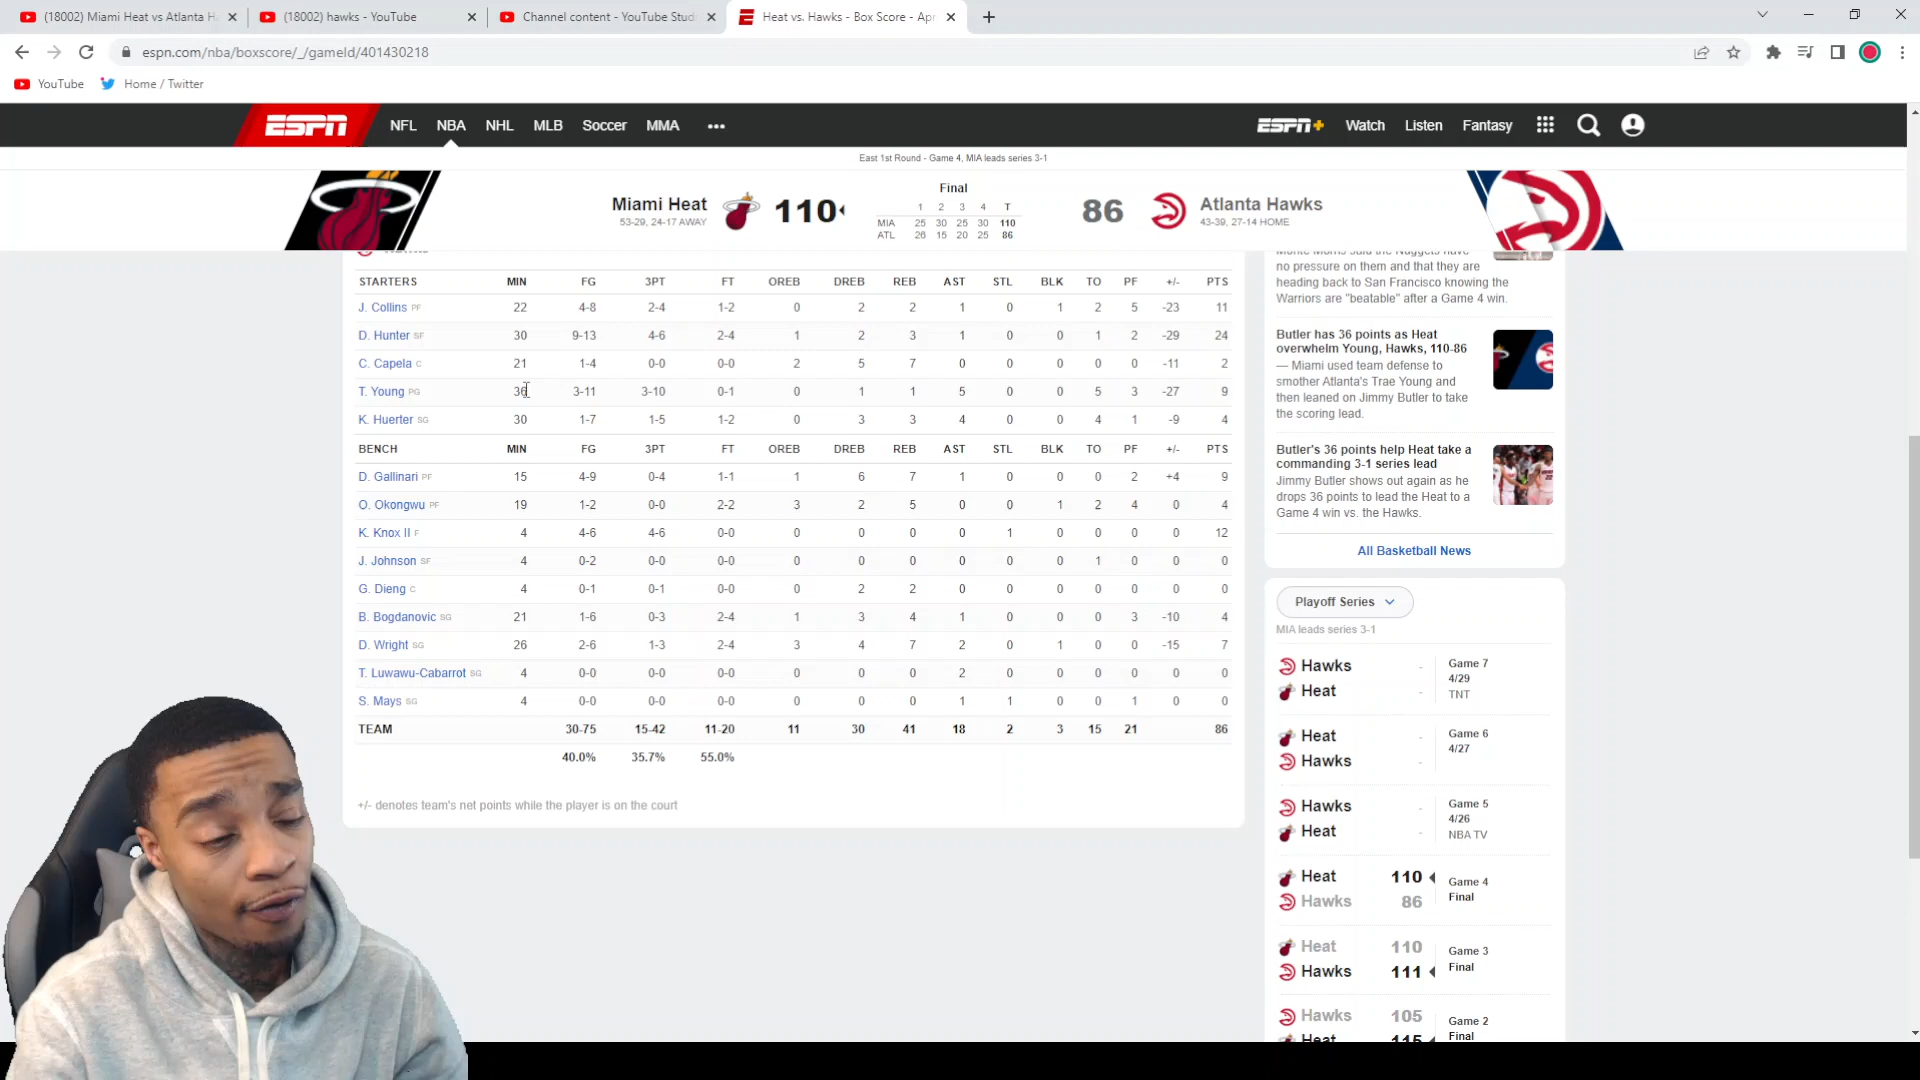 (18002) Miami Heat vs Atlanta H
(18002) hawks - YouTube
Channel content - YouTube Stud
Heat vs. Hawks - Box Score - Apr
espn.com/nba/boxscore/_/gameId/401430218
YouTube
Home / Twitter
ESPN NFL NBA NHL MLB Soccer MMA
ESPN+ Watch Listen Fantasy
East 1st Round - Game 4, MIA leads series 3-1
Miami Heat
53-29, 24-17 AWAY
110
Final
1 2 3 4 T
MIA 25 30 25 30 110
ATL 26 15 20 25 86
86
Atlanta Hawks
43-39, 27-14 HOME
STARTERS MIN FG 3PT FT OREB DREB REB AST STL BLK TO PF +/- PTS
J. Collins PF 22 4-8 2-4 1-2 0 2 2 1 0 1 2 5 -23 11
D. Hunter SF 30 9-13 4-6 2-4 1 2 3 1 0 0 1 2 -29 24
C. Capela C 21 1-4 0-0 0-0 2 5 7 0 0 0 0 0 -11 2
T. Young PG 36 3-11 3-10 0-1 0 1 1 5 0 0 5 3 -27 9
K. Huerter SG 30 1-7 1-5 1-2 0 3 3 4 0 0 4 1 -9 4
BENCH MIN FG 3PT FT OREB DREB REB AST STL BLK TO PF +/- PTS
D. Gallinari PF 15 4-9 0-4 1-1 1 6 7 1 0 0 0 2 +4 9
O. Okongwu PF 19 1-2 0-0 2-2 3 2 5 0 0 1 2 4 0 4
K. Knox II F 4 4-6 4-6 0-0 0 0 0 0 1 0 0 0 0 12
J. Johnson SF 4 0-2 0-0 0-0 0 0 0 0 0 0 1 0 0 0
G. Dieng C 4 0-1 0-1 0-0 0 2 2 0 0 0 0 0 0 0
B. Bogdanovic SG 21 1-6 0-3 2-4 1 3 4 1 0 0 0 3 -10 4
D. Wright SG 26 2-6 1-3 2-4 3 4 7 2 0 1 0 0 -15 7
T. Luwawu-Cabarrot SG 4 0-0 0-0 0-0 0 0 0 2 0 0 0 0 0 0
S. Mays SG 4 0-0 0-0 0-0 0 0 0 1 1 0 0 1 0 0
TEAM 30-75 15-42 11-20 11 30 41 18 2 3 15 21 86
40.0% 35.7% 55.0%
+/- denotes team's net points while the player is on the court
no pressure on them and that they are
heading back to San Francisco knowing the
Warriors are "beatable" after a Game 4 win.
Butler has 36 points as Heat
overwhelm Young, Hawks, 110-86
— Miami used team defense to
smother Atlanta's Trae Young and
then leaned on Jimmy Butler to take
the scoring lead.
Butler's 36 points help Heat take a
commanding 3-1 series lead
Jimmy Butler shows out again as he
drops 36 points to lead the Heat to a
Game 4 win vs. the Hawks.
All Basketball News
Playoff Series
MIA leads series 3-1
Hawks - Game 7
4/29
Heat - TNT
Heat - Game 6
4/27
Hawks -
Hawks - Game 5
4/26
Heat - NBA TV
Heat 110 Game 4
Hawks 86 Final
Heat 110 Game 3
Hawks 111 Final
Hawks 105 Game 2
Heat 115 Final